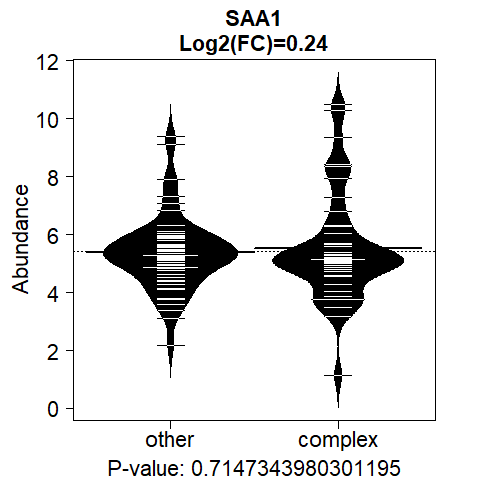 SAA1
Log2(FC)=0.24
Abundance
12
10
8
6
4
2
0
other complex
P-value: 0.7147343980301195